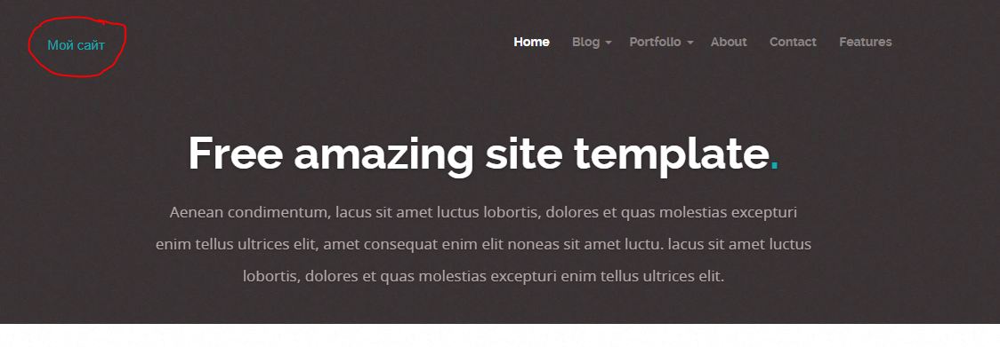 Мой сайт
Home Blog Portfolio About Contact Features
Free amazing site template.
Aenean condimentum, lacus sit amet luctus lobortis, dolores et quas molestias excepturi
enim tellus ultrices elit, amet consequat enim elit noneas sit amet luctu. lacus sit amet luctus
lobortis, dolores et quas molestias excepturi enim tellus ultrices elit.